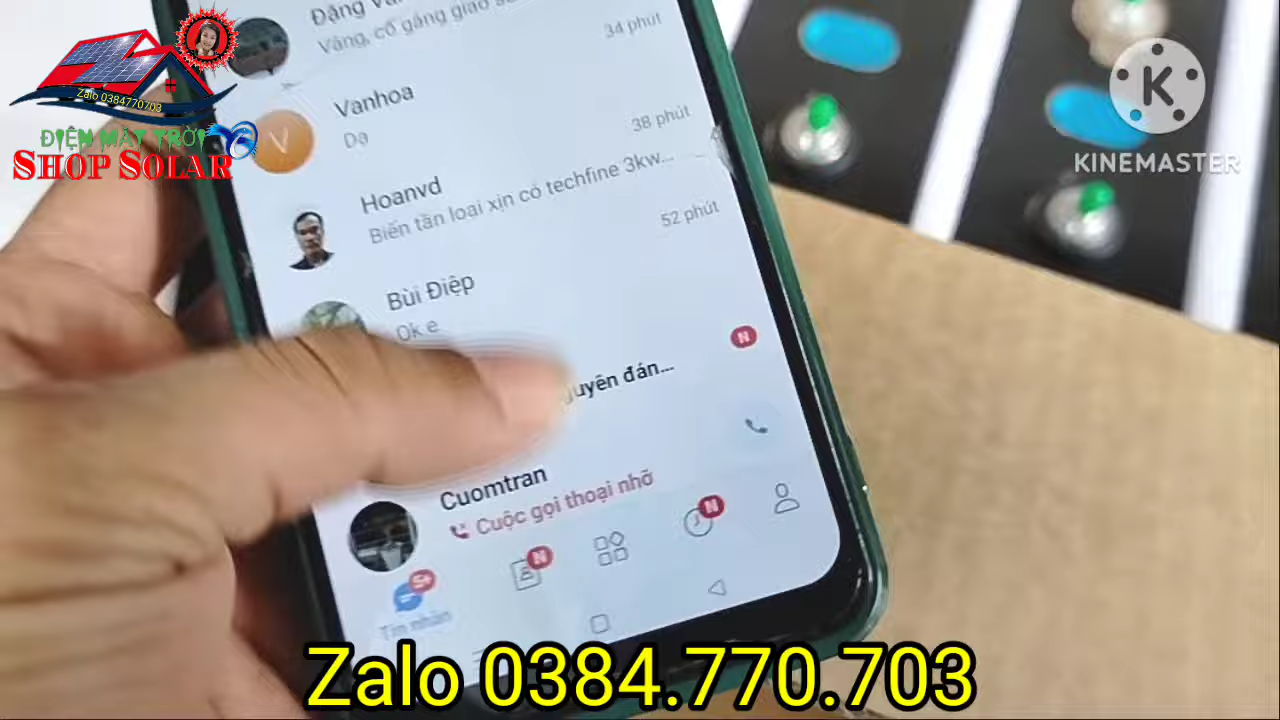 Zalo 0384770703
ĐIỆN MẶT TRỜI
SHOP SOLAR
K
KINEMASTER
Đặng
Vâng, cố gắng giao
34 phút
Vanhoa
Dạ
38 phút
V
Hoanvd
Biến tần loại xịn có techfine 3kw...
52 phút
Bùi Điệp
Ok e
N
đán...
Cuomtran
Cuộc gọi thoại nhỡ
N
N
5+
Tin nhắn
Zalo 0384.770.703